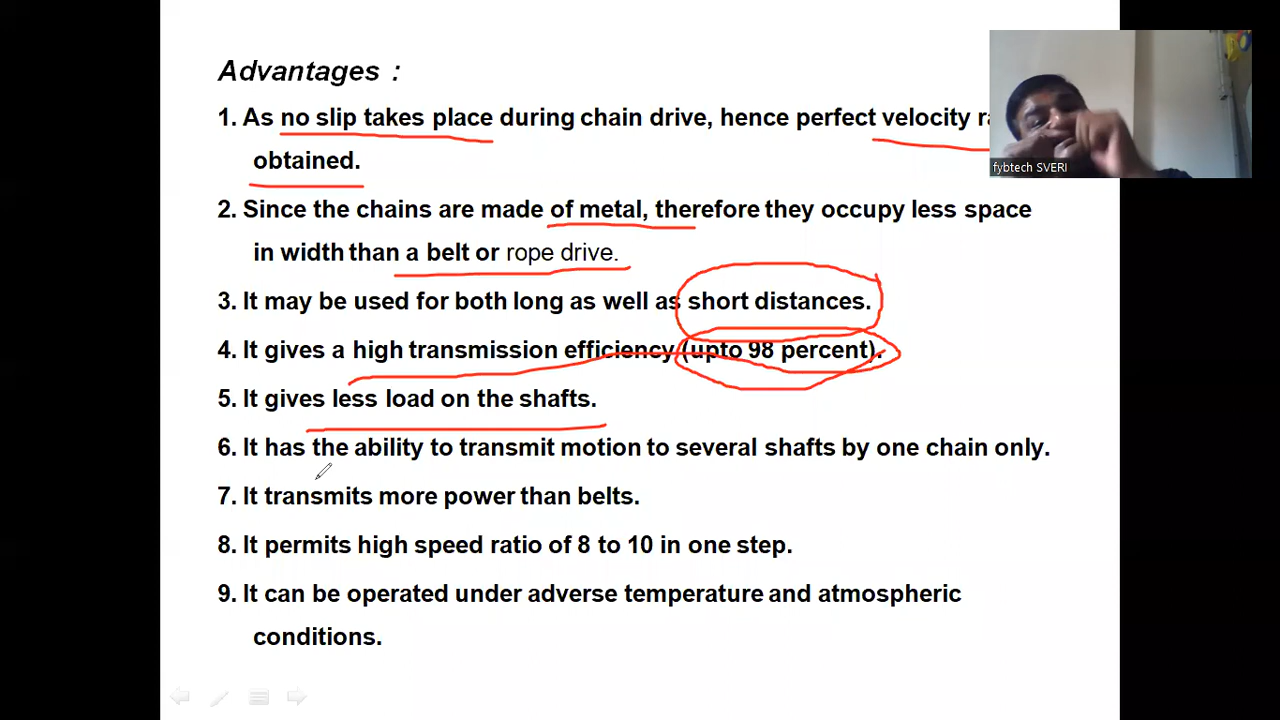 Advantages :
1. As no slip takes place during chain drive, hence perfect velocity
obtained.
fybtech SVERI
2. Since the chains are made of metal, therefore they occupy less space
in width than a belt or rope drive.
3. It may be used for both long as well as short distances.
4. It gives a high transmission efficiency (upto 98 percent).
5. It gives less load on the shafts.
6. It has the ability to transmit motion to several shafts by one chain only.
7. It transmits more power than belts.
8. It permits high speed ratio of 8 to 10 in one step.
9. It can be operated under adverse temperature and atmospheric
conditions.